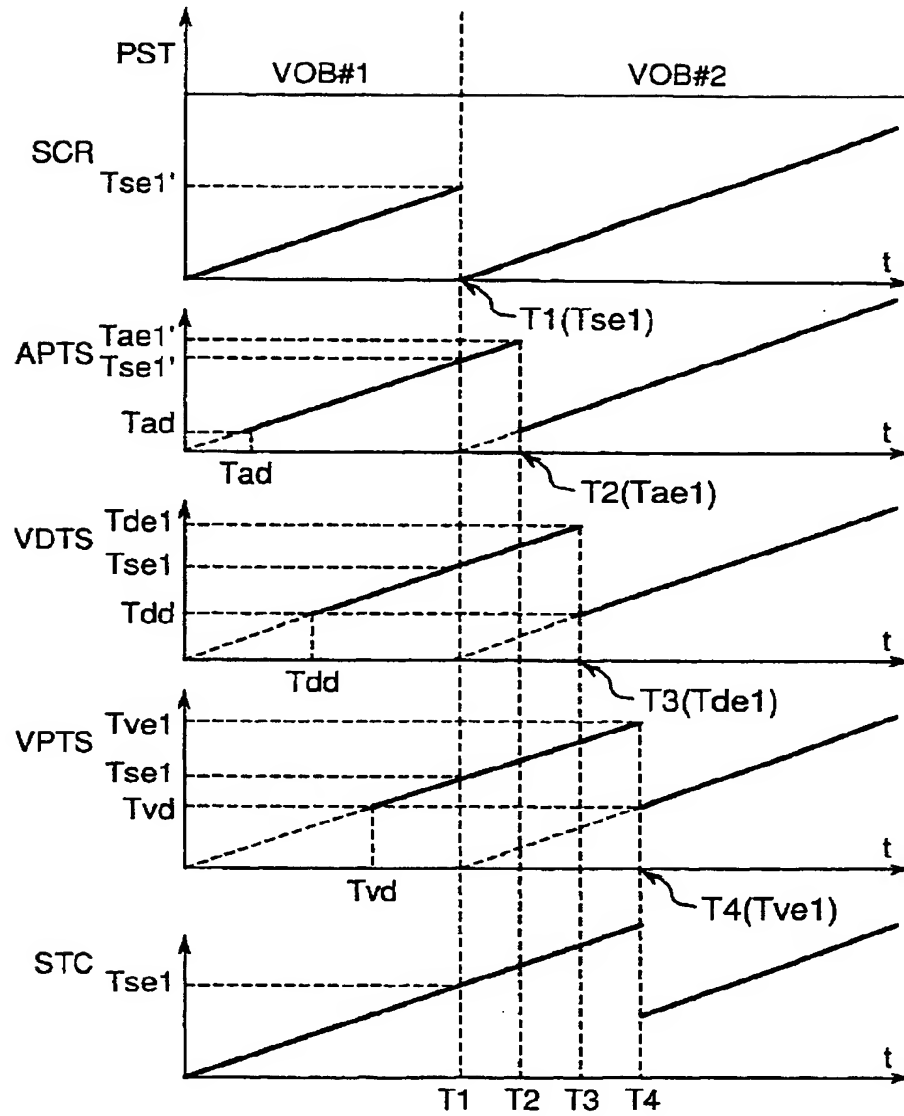 PST
VOB#1
VOB#2
SCR
Tse1'
t
T1(Tse1)
APTS
Tae1'
Tse1'
Tad
t
Tad
T2(Tae1)
VDTS
Tde1
Tse1
Tdd
t
Tdd
T3(Tde1)
VPTS
Tve1
Tse1
Tvd
t
Tvd
T4(Tve1)
STC
Tse1
t
T1 T2 T3 T4